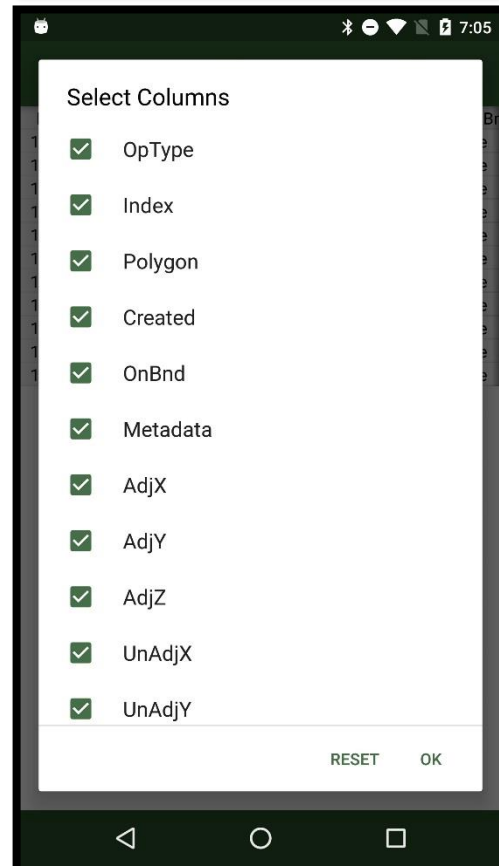 7:05
Select Columns
OpType
Index
Polygon
Created
OnBnd
Metadata
AdjX
AdjY
AdjZ
UnAdjX
UnAdjY
RESET OK